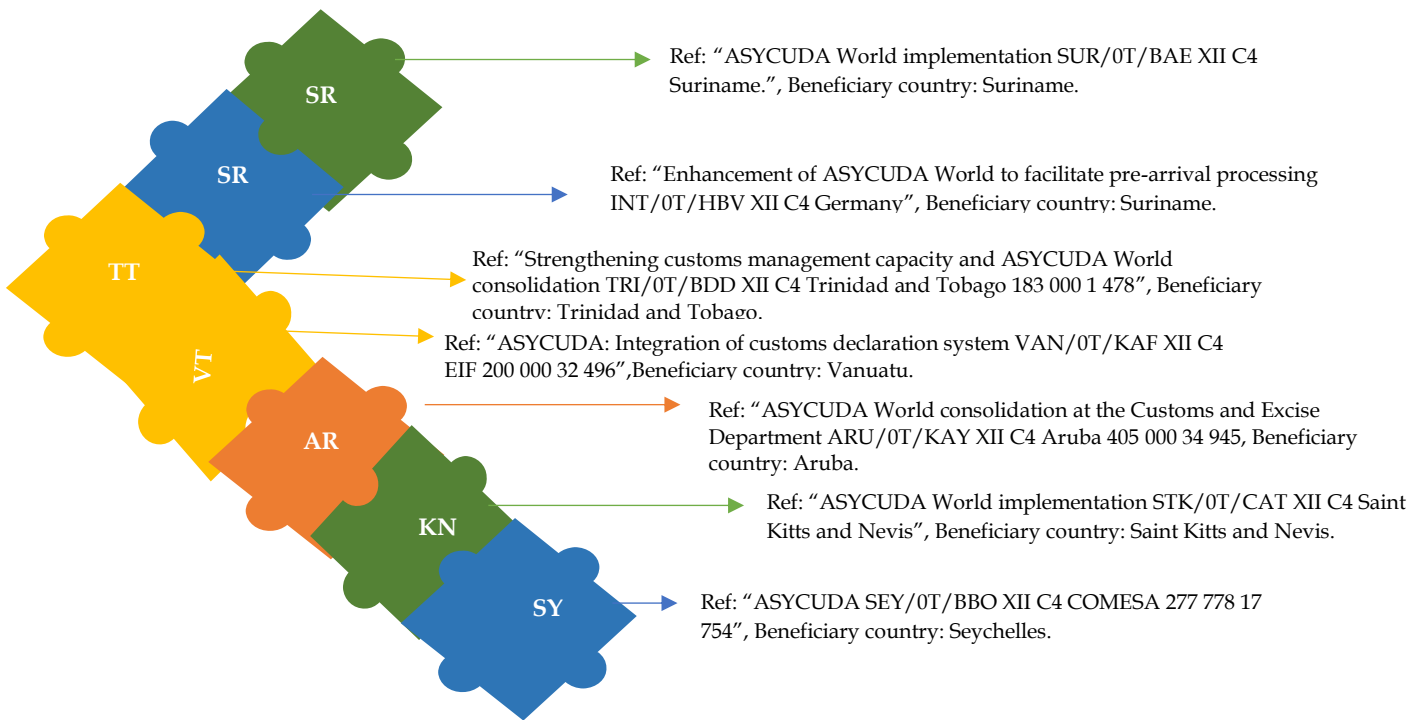 SR
Ref: “ASYCUDA World implementation SUR/0T/BAE XII C4
Suriname.”, Beneficiary country: Suriname.
SR
Ref: “Enhancement of ASYCUDA World to facilitate pre-arrival processing
INT/0T/HBV XII C4 Germany”, Beneficiary country: Suriname.
TT
Ref: “Strengthening customs management capacity and ASYCUDA World
consolidation TRI/0T/BDD XII C4 Trinidad and Tobago 183 000 1 478”, Beneficiary
country: Trinidad and Tobago.
VT
Ref: “ASYCUDA: Integration of customs declaration system VAN/0T/KAF XII C4
EIF 200 000 32 496”,Beneficiary country: Vanuatu.
AR
Ref: “ASYCUDA World consolidation at the Customs and Excise
Department ARU/0T/KAY XII C4 Aruba 405 000 34 945, Beneficiary
country: Aruba.
KN
Ref: “ASYCUDA World implementation STK/0T/CAT XII C4 Saint
Kitts and Nevis”, Beneficiary country: Saint Kitts and Nevis.
SY
Ref: “ASYCUDA SEY/0T/BBO XII C4 COMESA 277 778 17
754”, Beneficiary country: Seychelles.